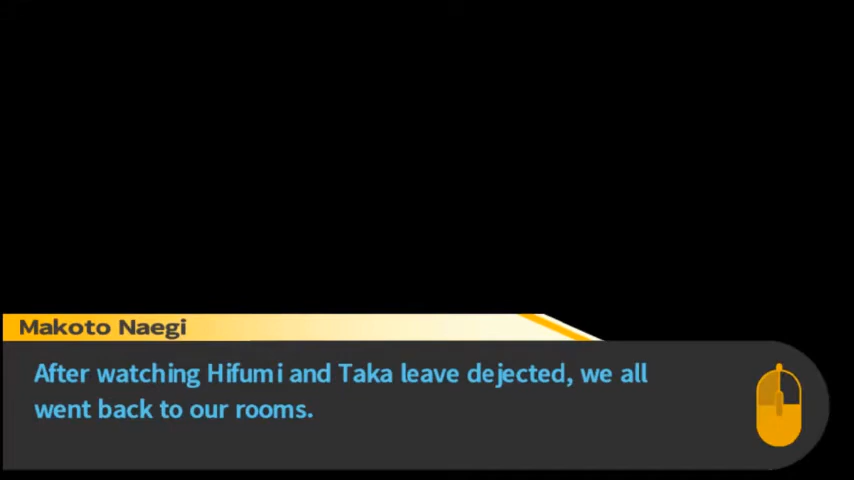 Makoto Naegi
After watching Hifumi and Taka leave dejected, we all
went back to our rooms.